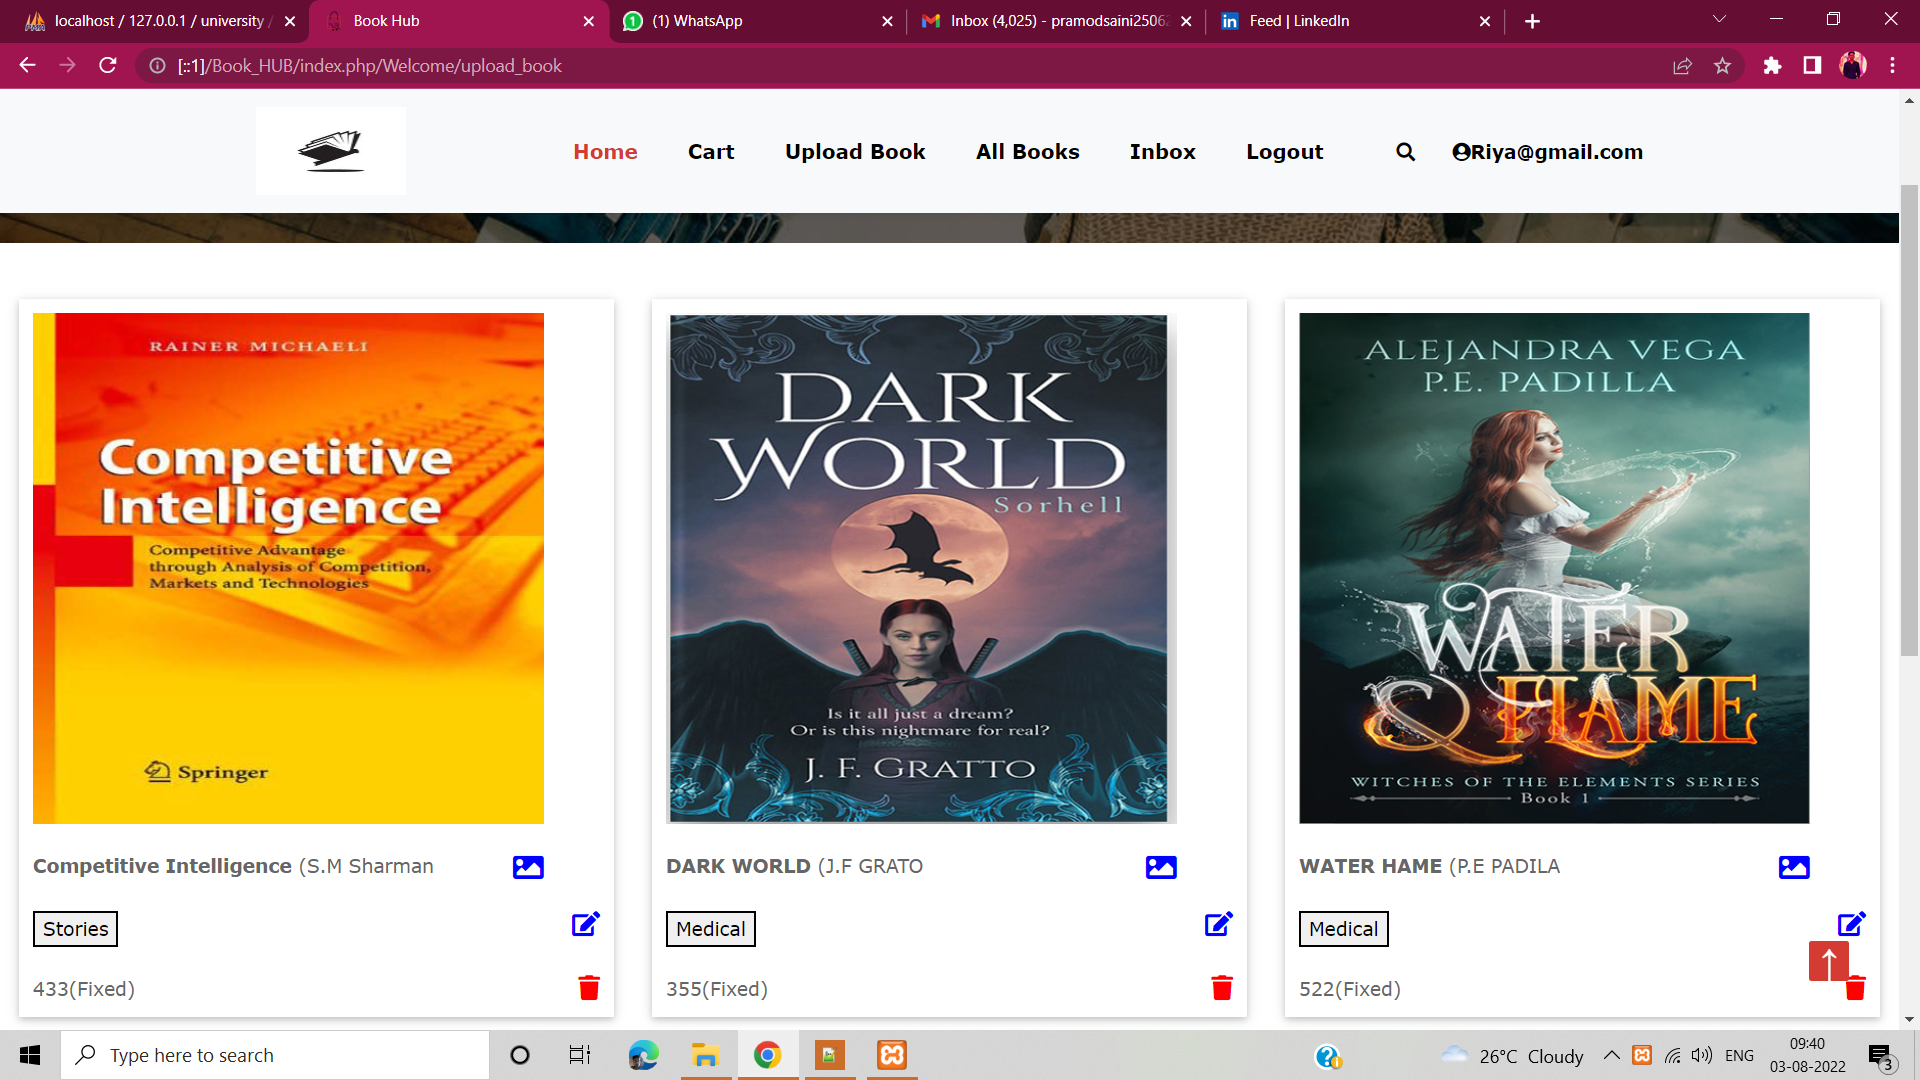 localhost / 127.0.0.1 / university /
Book Hub
(1) WhatsApp
Inbox (4,025) - pramodsaini2506
Feed | LinkedIn
[::1]/Book_HUB/index.php/Welcome/upload_book
Home
Cart
Upload Book
All Books
Inbox
Logout
Riya@gmail.com
RAINER MICHAELI
Competitive
Intelligence
Competitive Advantage
through Analysis of Competition,
Markets and Technologies
Springer
Competitive Intelligence (S.M Sharman
Stories
433(Fixed)
DARK
WORLD
Sorhell
Is it all just a dream?
Or is this nightmare for real?
J. F. GRATTO
DARK WORLD (J.F GRATO
Medical
355(Fixed)
ALEJANDRA VEGA
P.E. PADILLA
WATER
& FLAME
WITCHES OF THE ELEMENTS SERIES
Book 1
WATER HAME (P.E PADILA
Medical
522(Fixed)
Type here to search
26°C Cloudy
ENG
09:40
03-08-2022
3